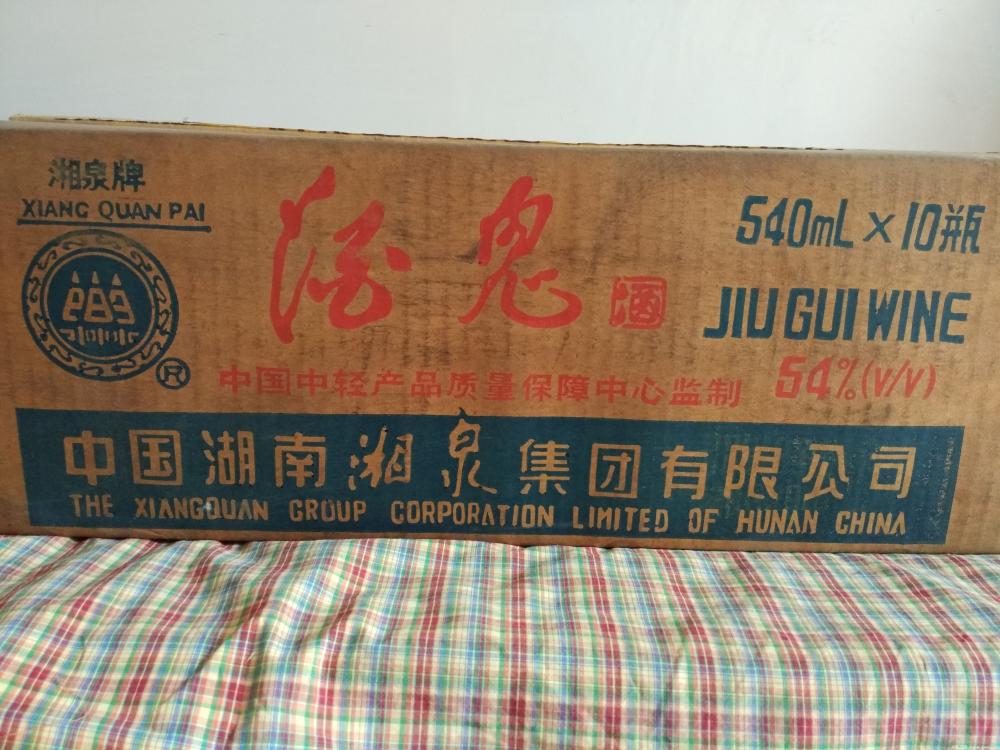 湘泉牌
XIANG QUAN PAI
酒鬼酒
540mL×10瓶
JIU GUI WINE
R
中国中轻产品质量保障中心监制 54%(V/V)
中国湖南湘泉集团有限公司
THE XIANGQUAN GROUP CORPORATION LIMITED OF HUNAN CHINA